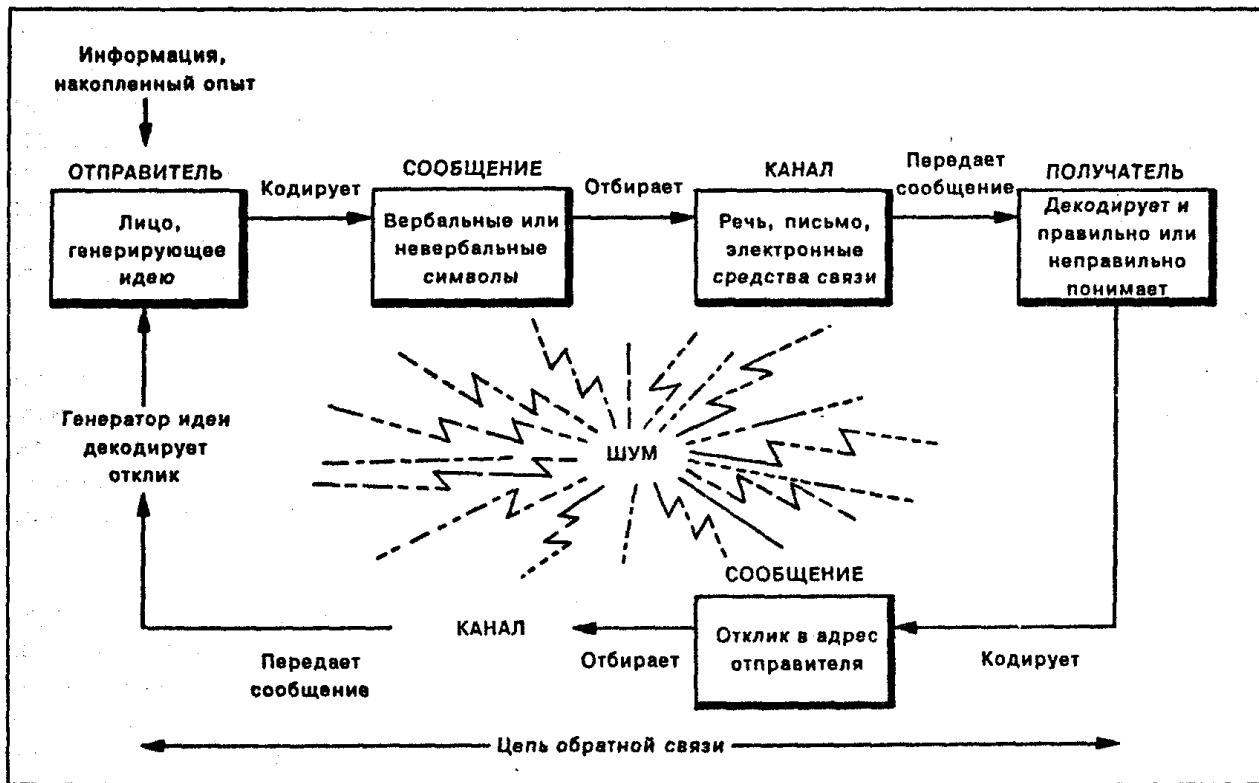 Информация,
накопленный опыт
ОТПРАВИТЕЛЬ
Лицо,
генерирующее
идею
Кодирует
СООБЩЕНИЕ
Вербальные или
невербальные
символы
Отбирает
КАНАЛ
Речь, письмо,
электронные
средства связи
Передает
сообщение
ПОЛУЧАТЕЛЬ
Декодирует и
правильно или
неправильно
понимает
ШУМ
Генератор идеи
декодирует
отклик
СООБЩЕНИЕ
Отклик в адрес
отправителя
Кодирует
Отбирает
КАНАЛ
Передает
сообщение
Цепь обратной связи